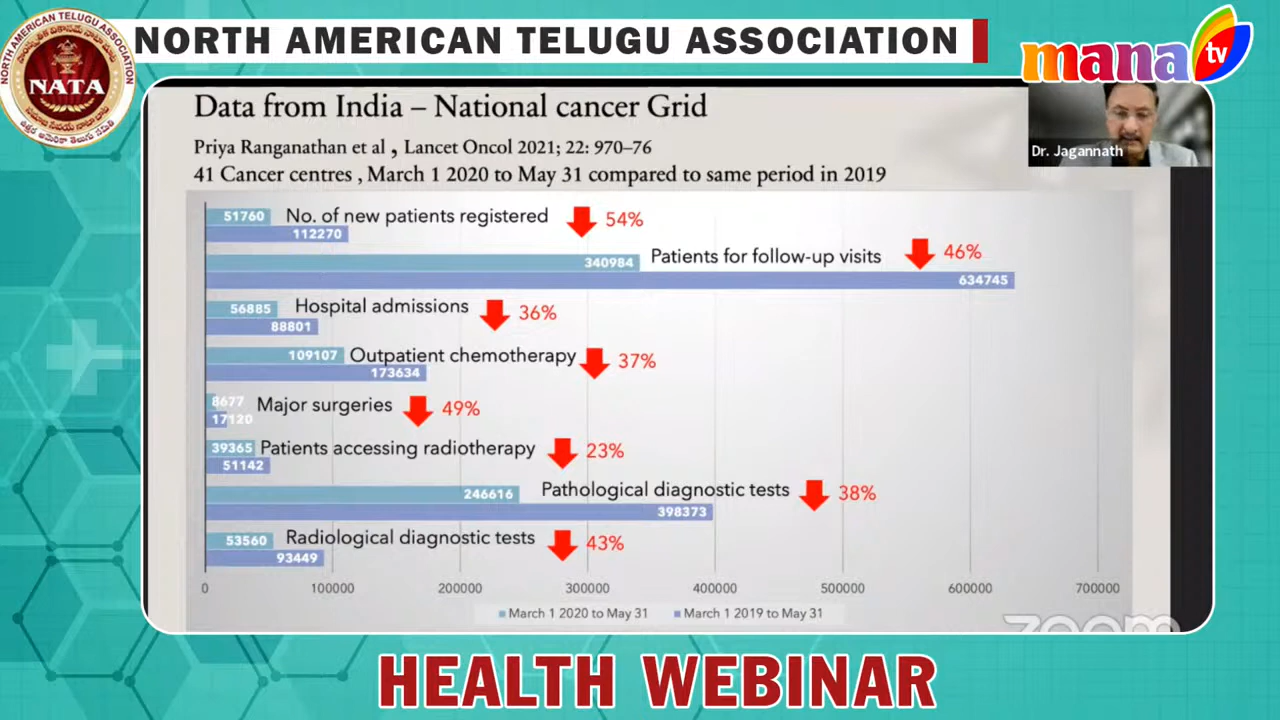 NORTH AMERICAN TELUGU ASSOCIATION
NORTH AMERICAN TELUGU ASSOCIATION
NATA
mana tv
Dr. Jagannath
Data from India – National cancer Grid
Priya Ranganathan et al , Lancet Oncol 2021; 22: 970–76
41 Cancer centres , March 1 2020 to May 31 compared to same period in 2019
51760 No. of new patients registered 54%
112270
340984 Patients for follow-up visits 46%
634745
56885 Hospital admissions 36%
88801
109107 Outpatient chemotherapy 37%
173634
8677 Major surgeries 49%
17120
39365 Patients accessing radiotherapy 23%
51142
246616 Pathological diagnostic tests 38%
398373
53560 Radiological diagnostic tests 43%
93449
0 100000 200000 300000 400000 500000 600000 700000
March 1 2020 to May 31 March 1 2019 to May 31
zoom
HEALTH WEBINAR